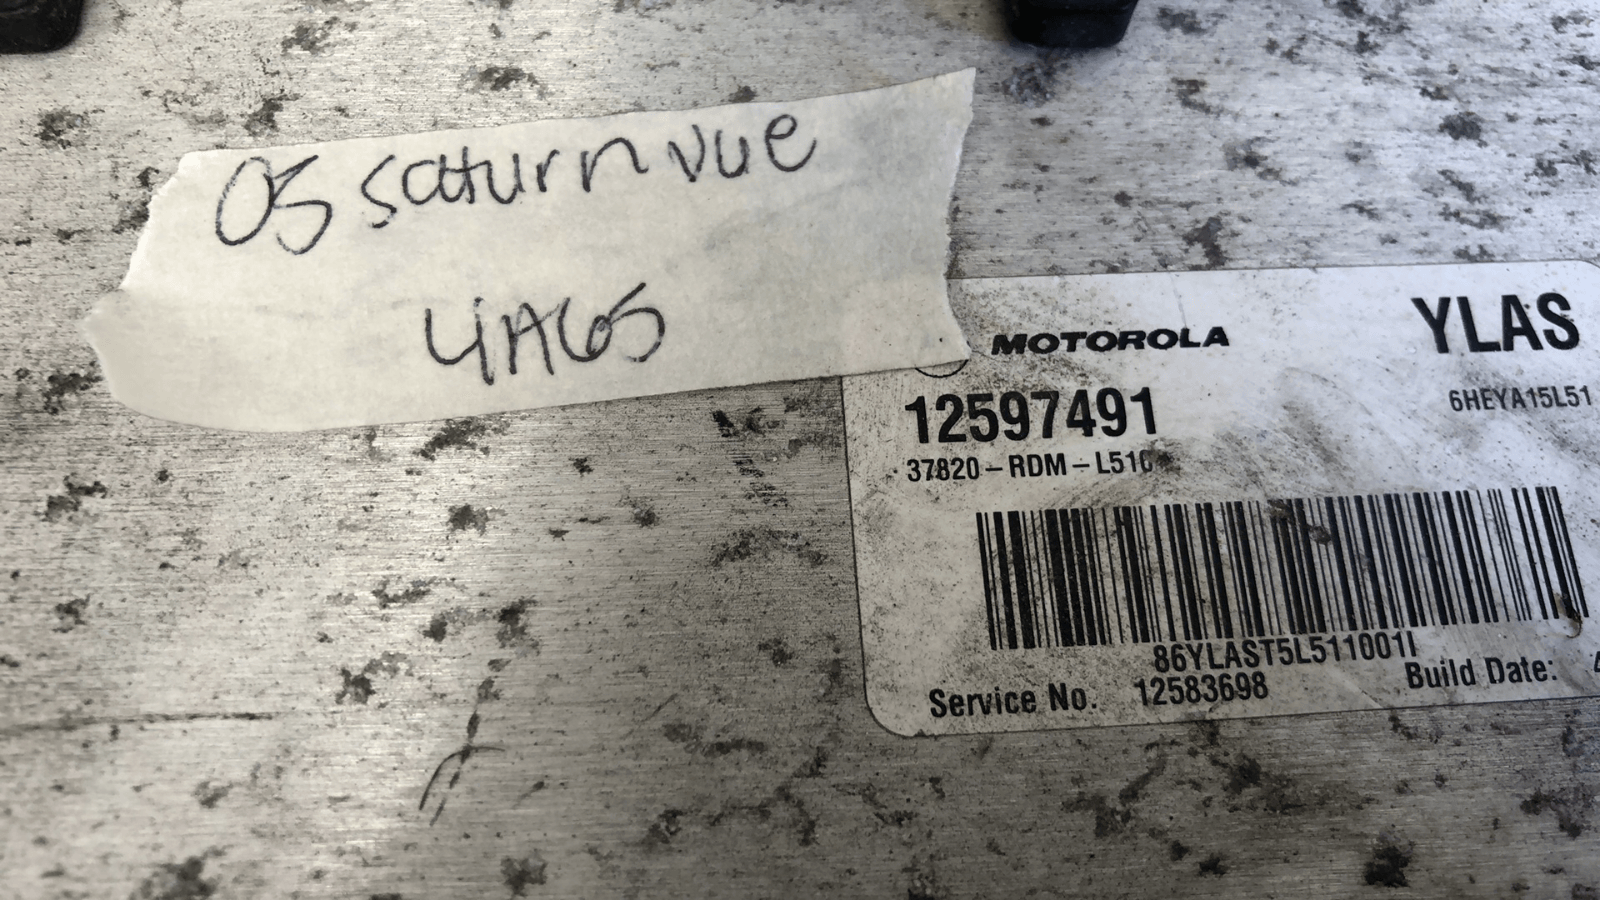 05 saturn vue
4A65
MOTOROLA
YLAS
12597491
6HEYA15L51
37820-RDM-L510
86YLAST5L511001I
Service No. 12583698
Build Date: